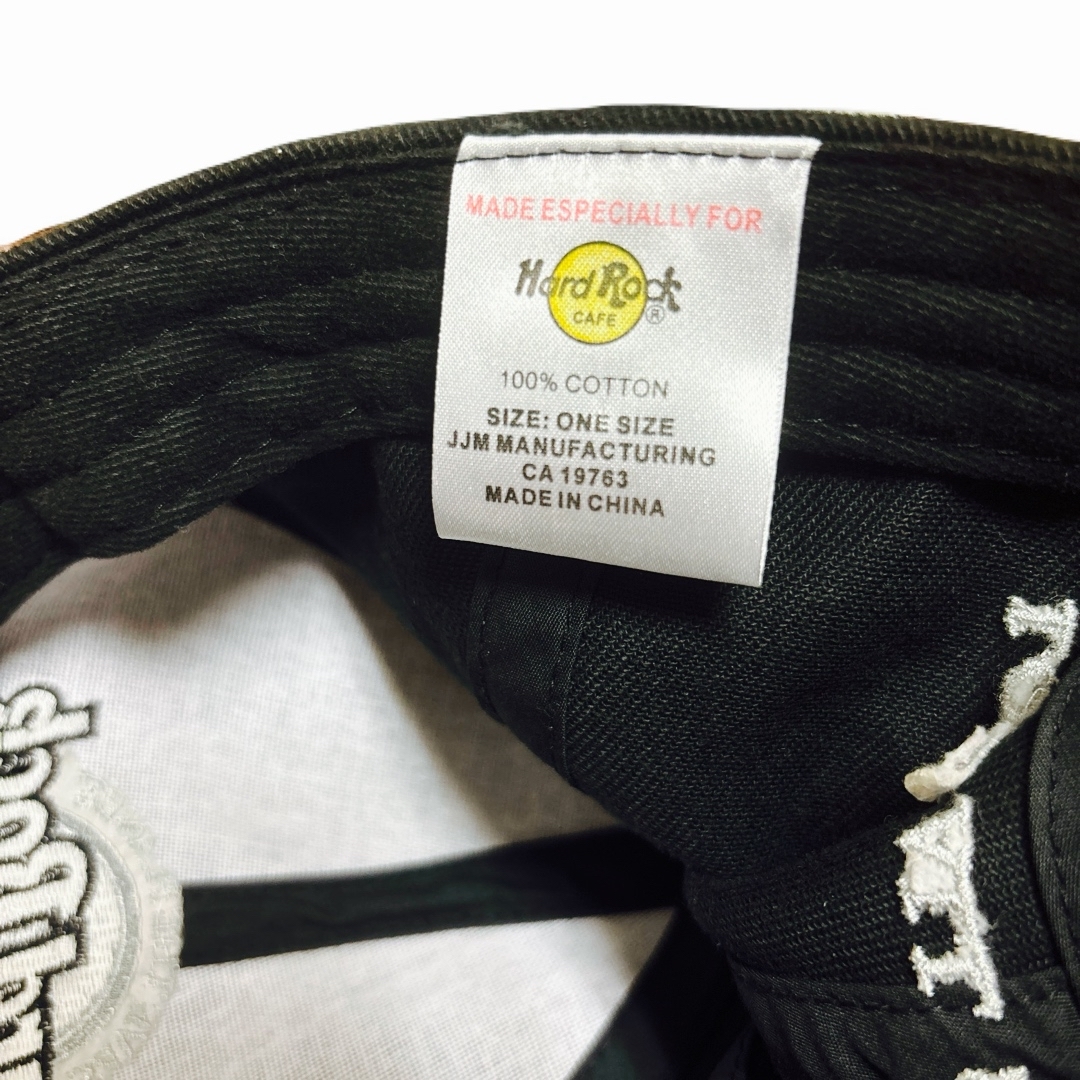 MADE ESPECIALLY FOR
Hard Rock
CAFE ®
100% COTTON
SIZE: ONE SIZE
JJM MANUFACTURING
CA 19763
MADE IN CHINA